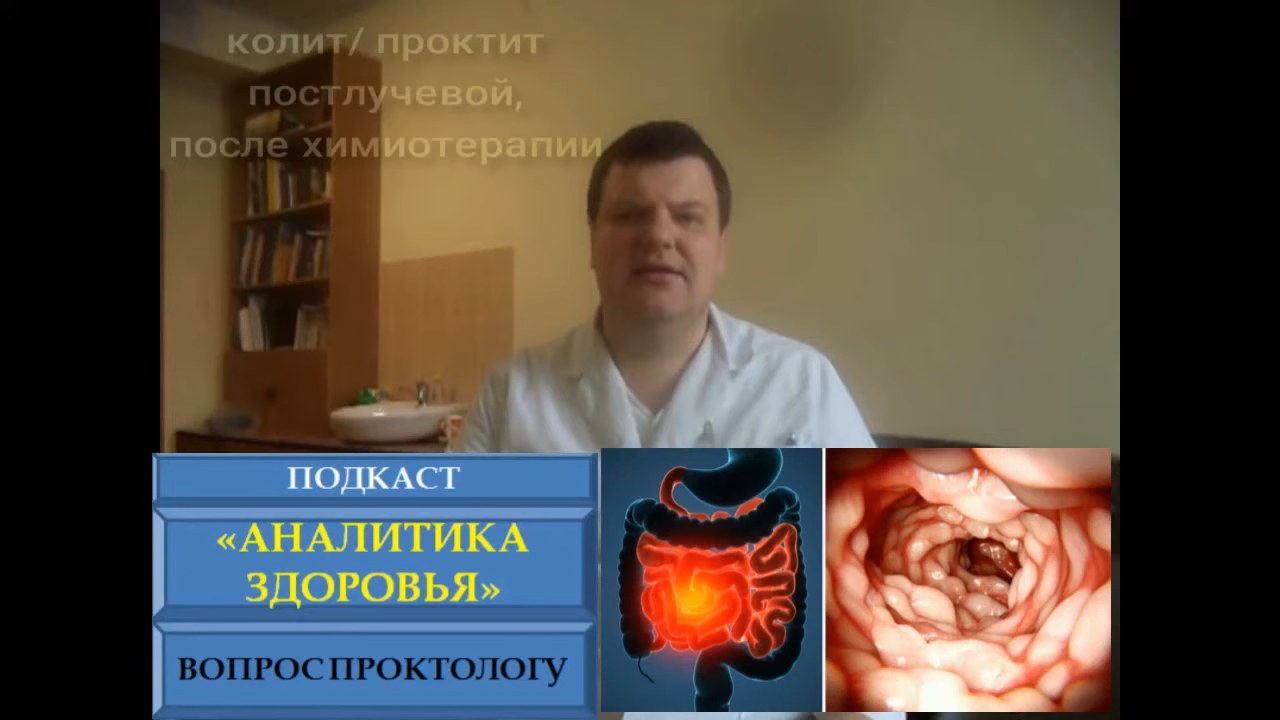 колит/ проктит
постлучевой,
после химиотерапии
ПОДКАСТ
«АНАЛИТИКА
ЗДОРОВЬЯ»
ВОПРОС ПРОКТОЛОГУ